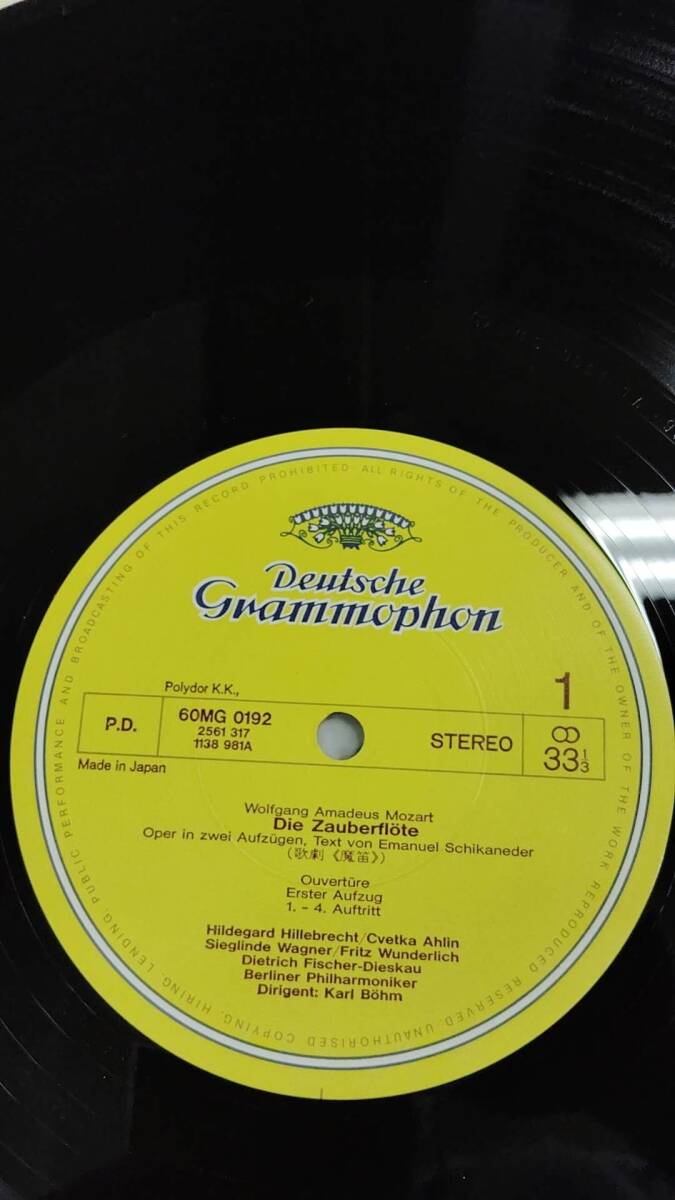 Deutsche
Grammophon
Polydor K.K.,
1
P.D.
60MG 0192
2561 317
1138 981A
STEREO
33 1/3
Made in Japan
Wolfgang Amadeus Mozart
Die Zauberflöte
Oper in zwei Aufzügen, Text von Emanuel Schikaneder
(歌劇《魔笛》)
Ouvertüre
Erster Aufzug
1. - 4. Auftritt
Hildegard Hillebrecht/Cvetka Ahlin
Sieglinde Wagner/Fritz Wunderlich
Dietrich Fischer-Dieskau
Berliner Philharmoniker
Dirigent: Karl Böhm
ALL RIGHTS OF THE PRODUCER AND OF THE OWNER OF THE WORK REPRODUCED RESERVED. UNAUTHORISED COPYING, HIRING, LENDING, PUBLIC PERFORMANCE AND BROADCASTING OF THIS RECORD PROHIBITED·